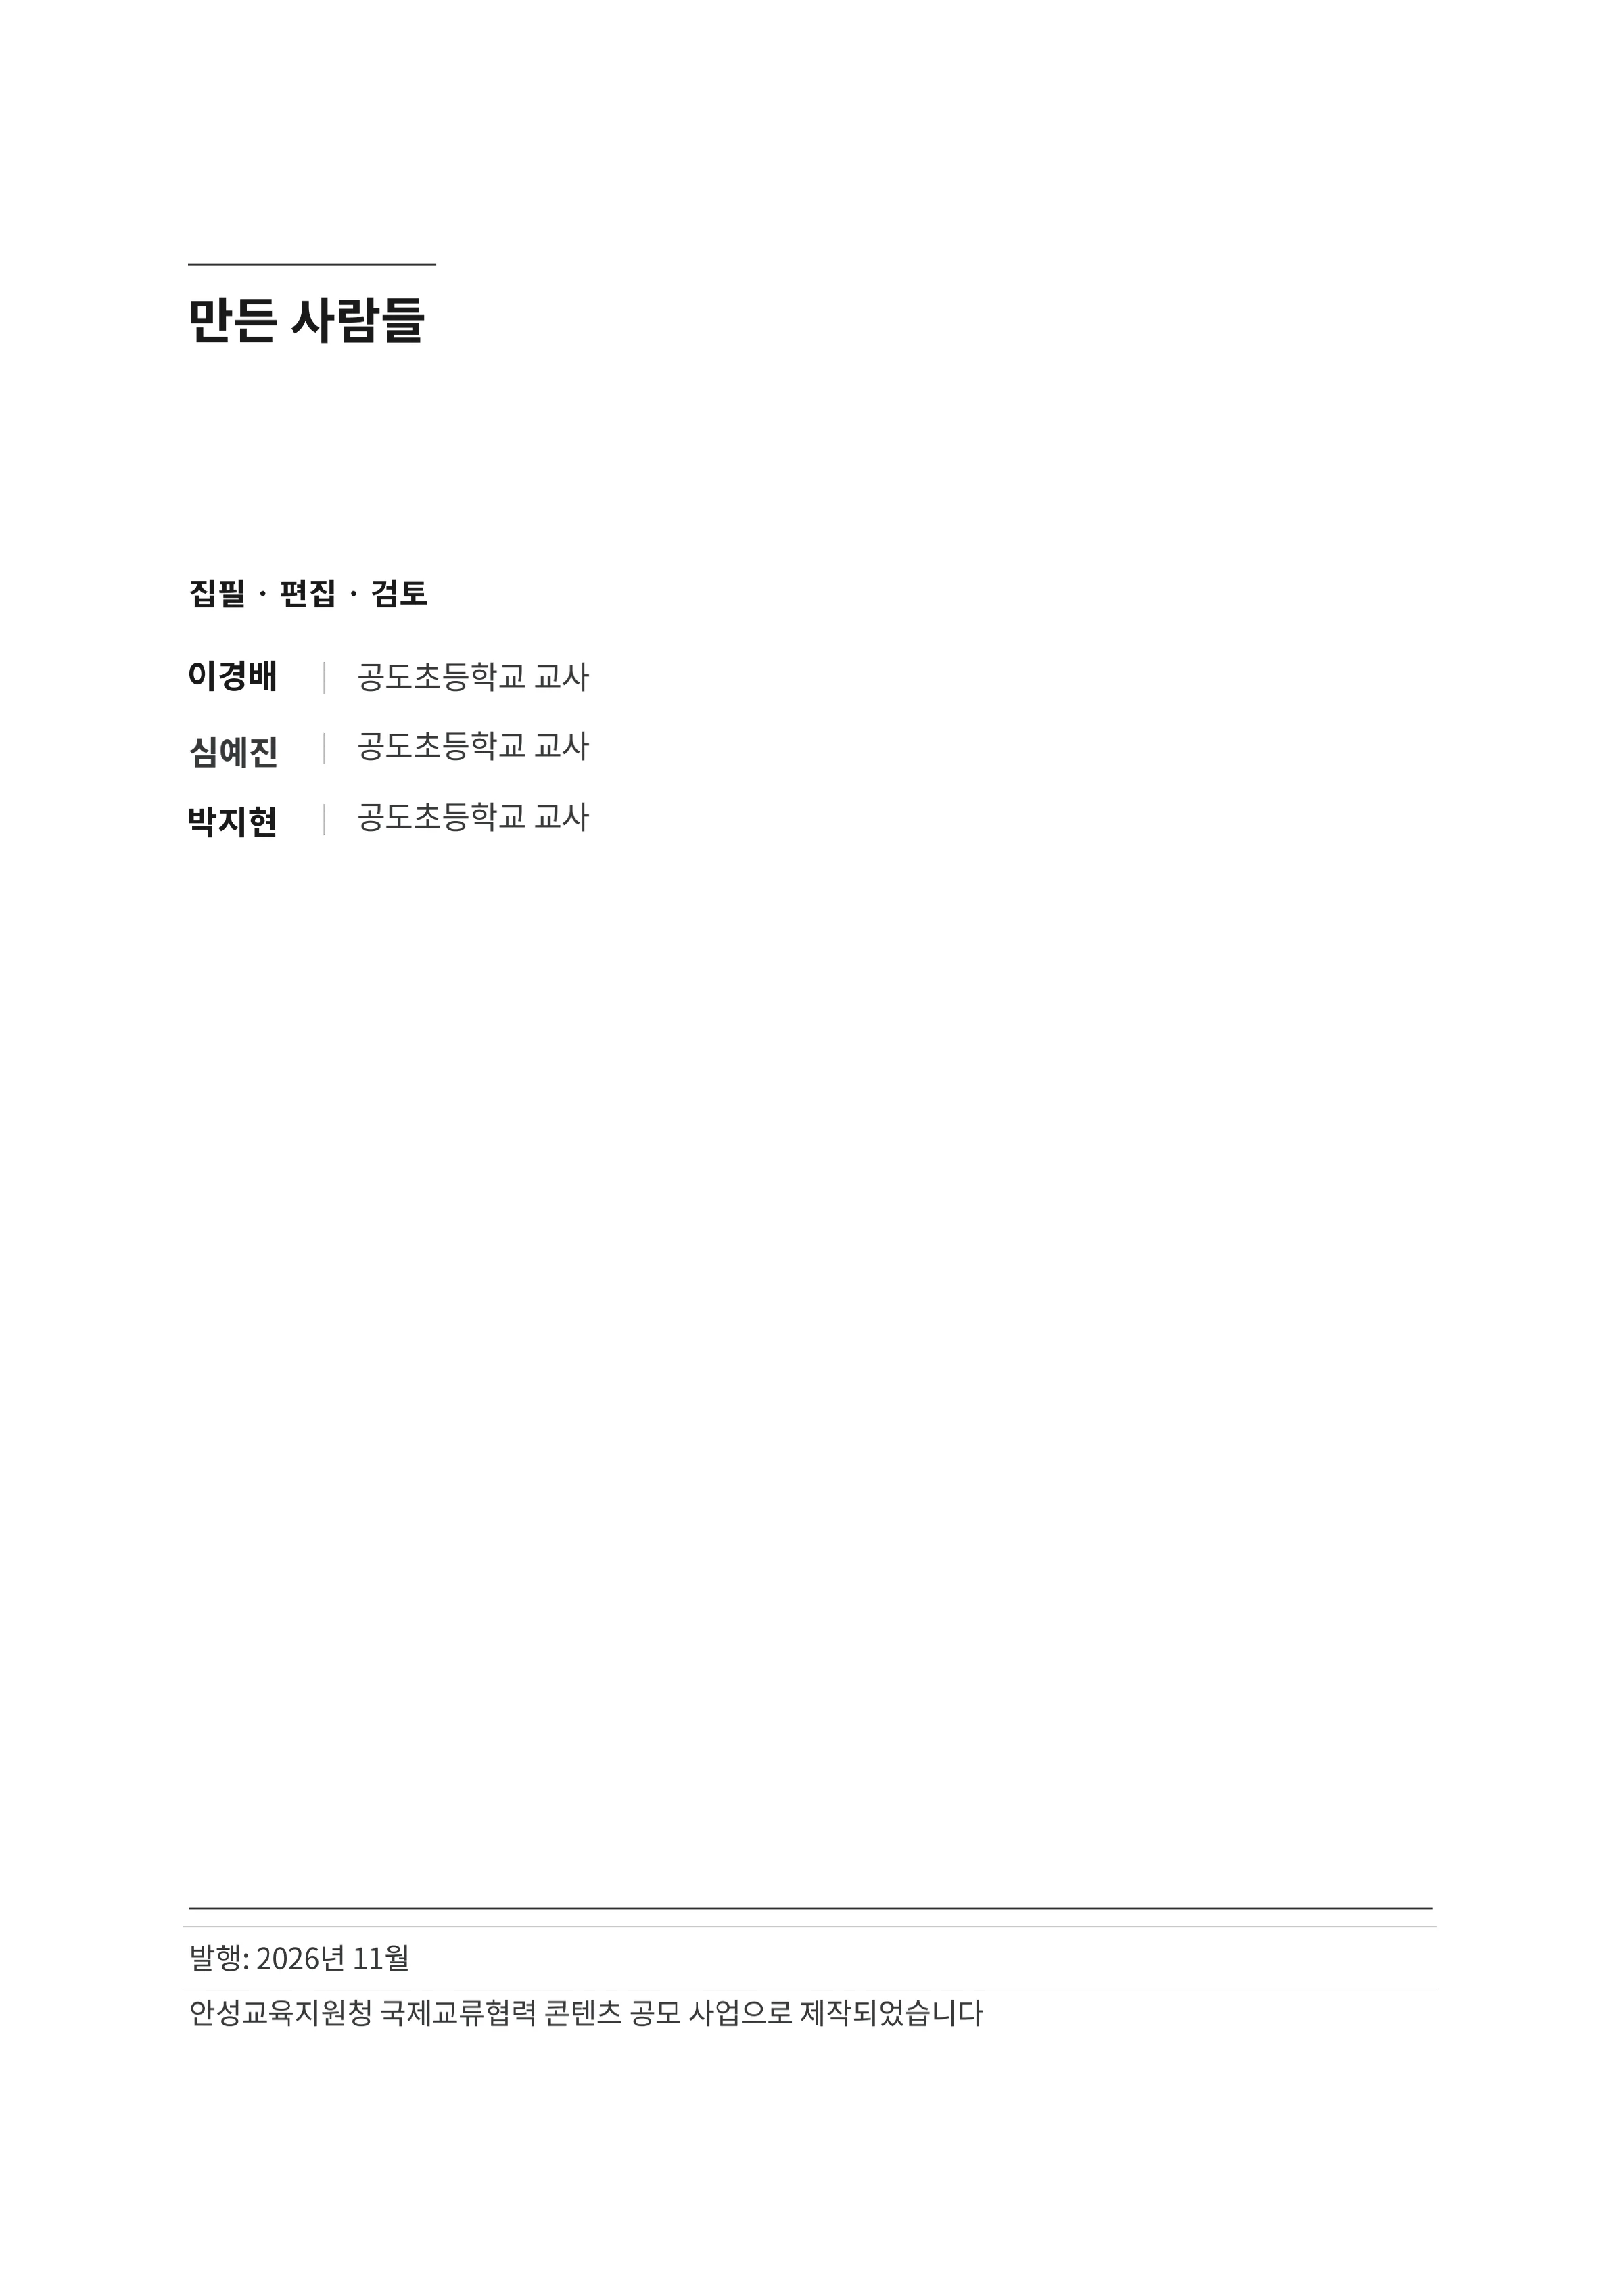 만든 사람들
집필 · 편집 · 검토
이경배 | 공도초등학교 교사
심예진 | 공도초등학교 교사
박지현 | 공도초등학교 교사
발행: 2026년 11월
안성교육지원청 국제교류협력 콘텐츠 공모 사업으로 제작되었습니다